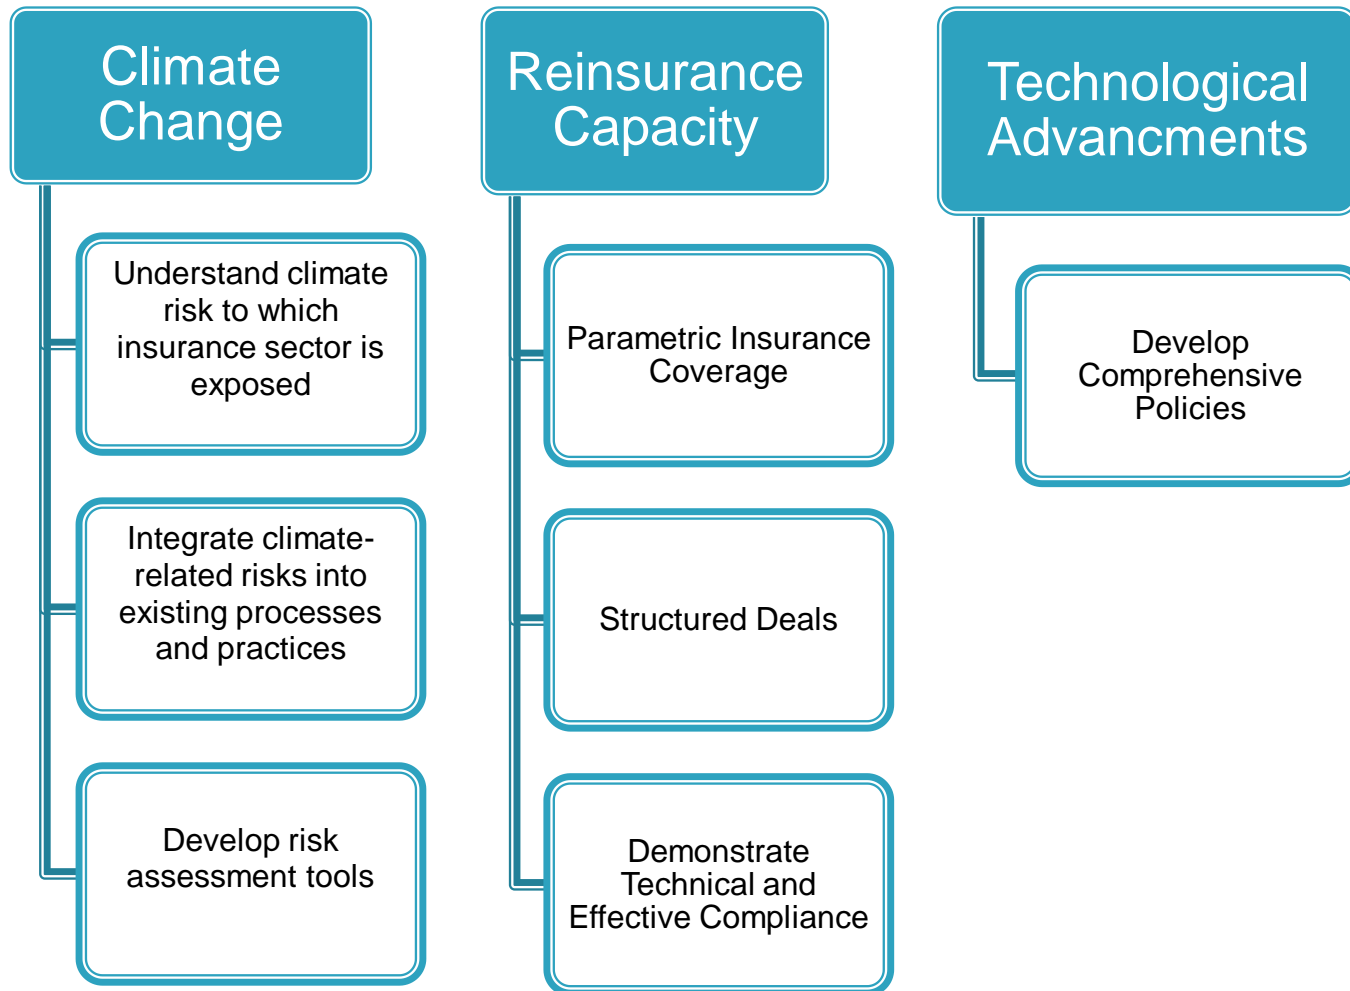 Climate
Change
Understand climate
risk to which
insurance sector is
exposed
Integrate climate-
related risks into
existing processes
and practices
Develop risk
assessment tools
Reinsurance
Capacity
Parametric Insurance
Coverage
Structured Deals
Demonstrate
Technical and
Effective Compliance
Technological
Advancments
Develop
Comprehensive
Policies